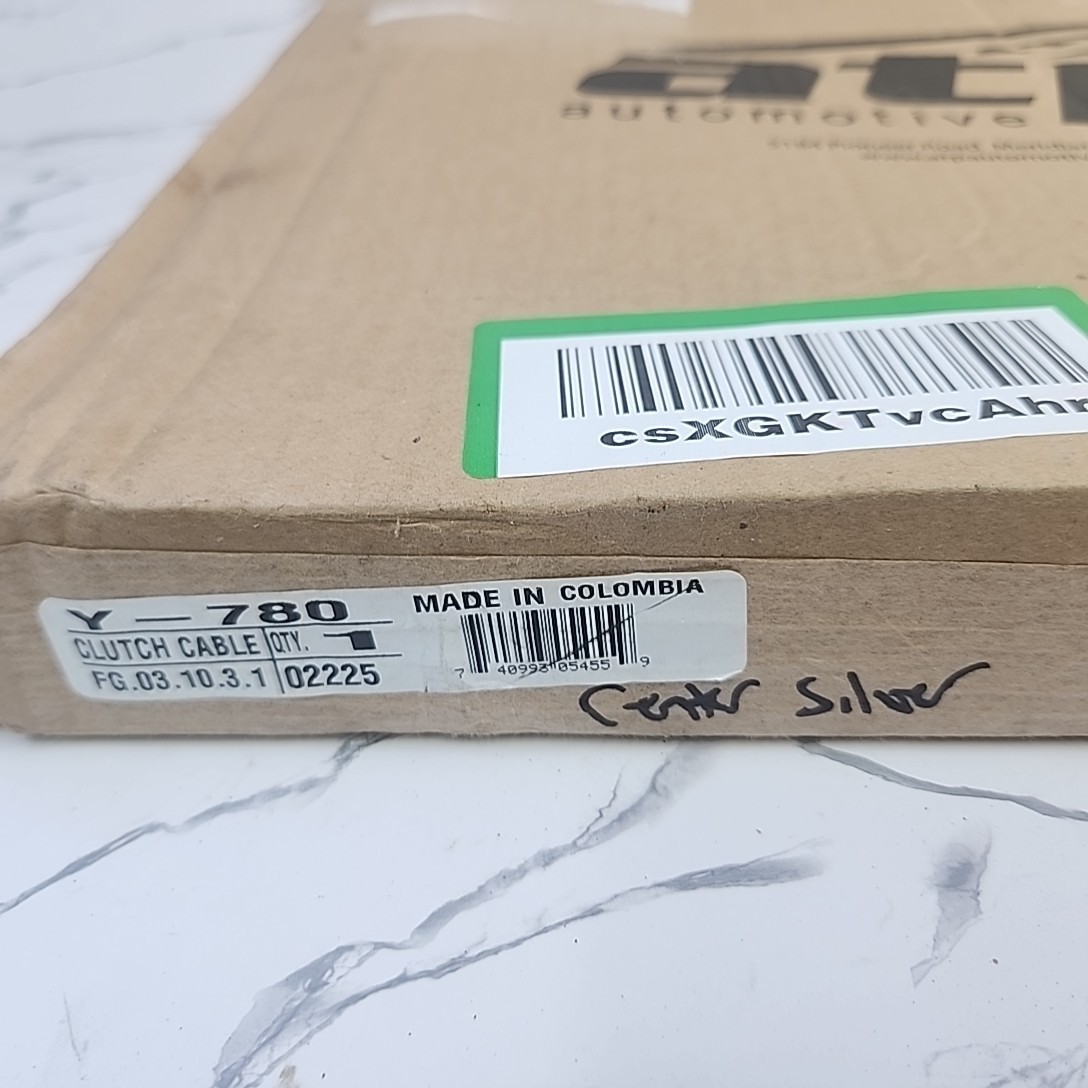 automotive
csXGKTvcAh
Y-780
MADE IN COLOMBIA
CLUTCH CABLE QTY. 1
FG.03.10.3.1 02225
7 40993 05455 9
Center Silver